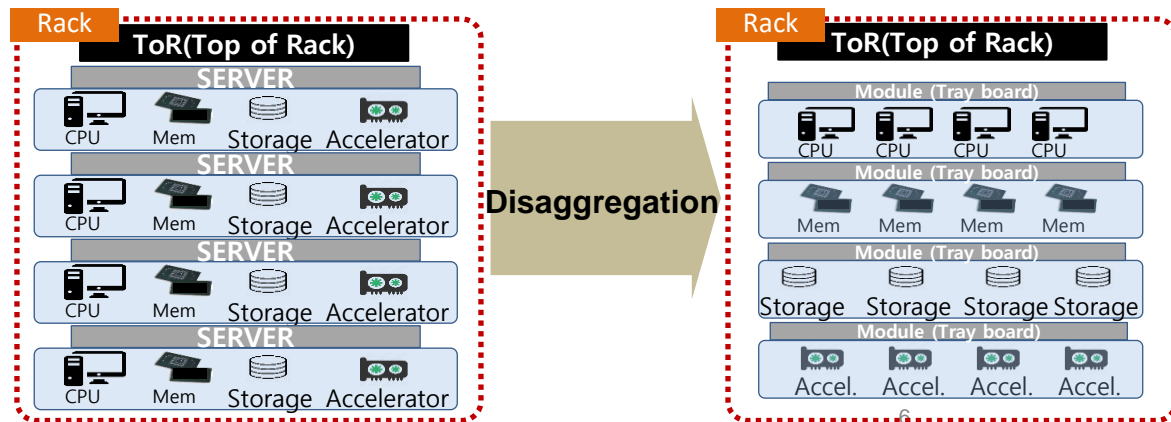 Rack
ToR(Top of Rack)
SERVER
CPU Mem Storage Accelerator
SERVER
CPU Mem Storage Accelerator
SERVER
CPU Mem Storage Accelerator
SERVER
CPU Mem Storage Accelerator
Disaggregation
Rack
ToR(Top of Rack)
Module (Tray board)
CPU CPU CPU CPU
Module (Tray board)
Mem Mem Mem Mem
Module (Tray board)
Storage Storage Storage Storage
Module (Tray board)
Accel. Accel. Accel. Accel.
6